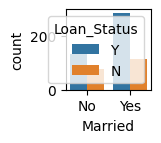 Loan_Status
Y
N
count
20
0
No Yes
Married